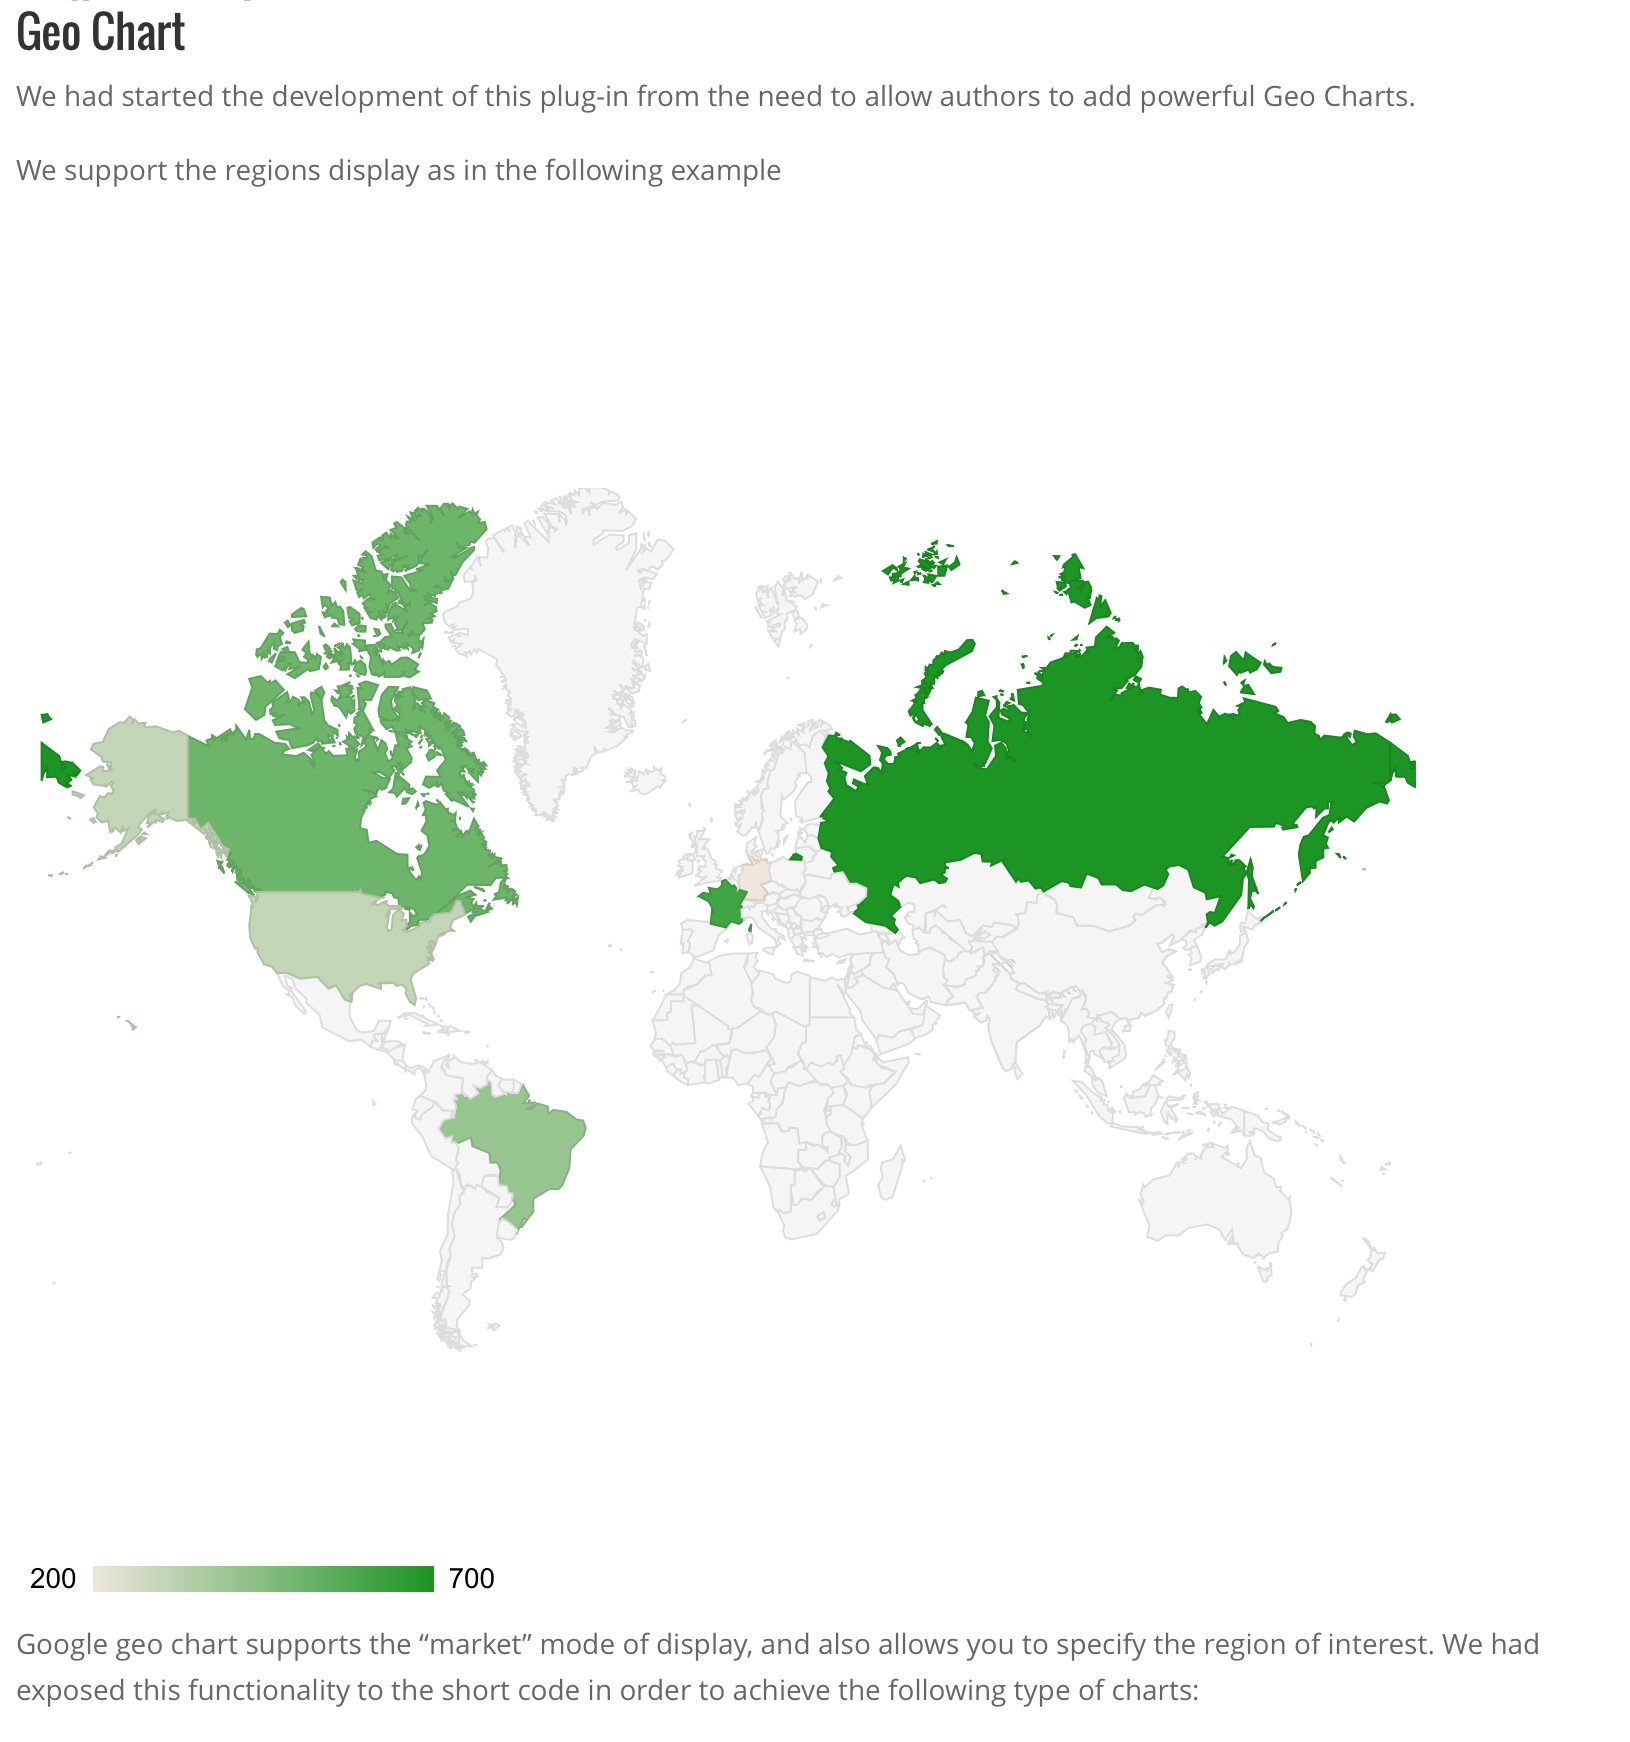 Geo Chart
We had started the development of this plug-in from the need to allow authors to add powerful Geo Charts.
We support the regions display as in the following example
200 700
Google geo chart supports the “market” mode of display, and also allows you to specify the region of interest. We had
exposed this functionality to the short code in order to achieve the following type of charts: